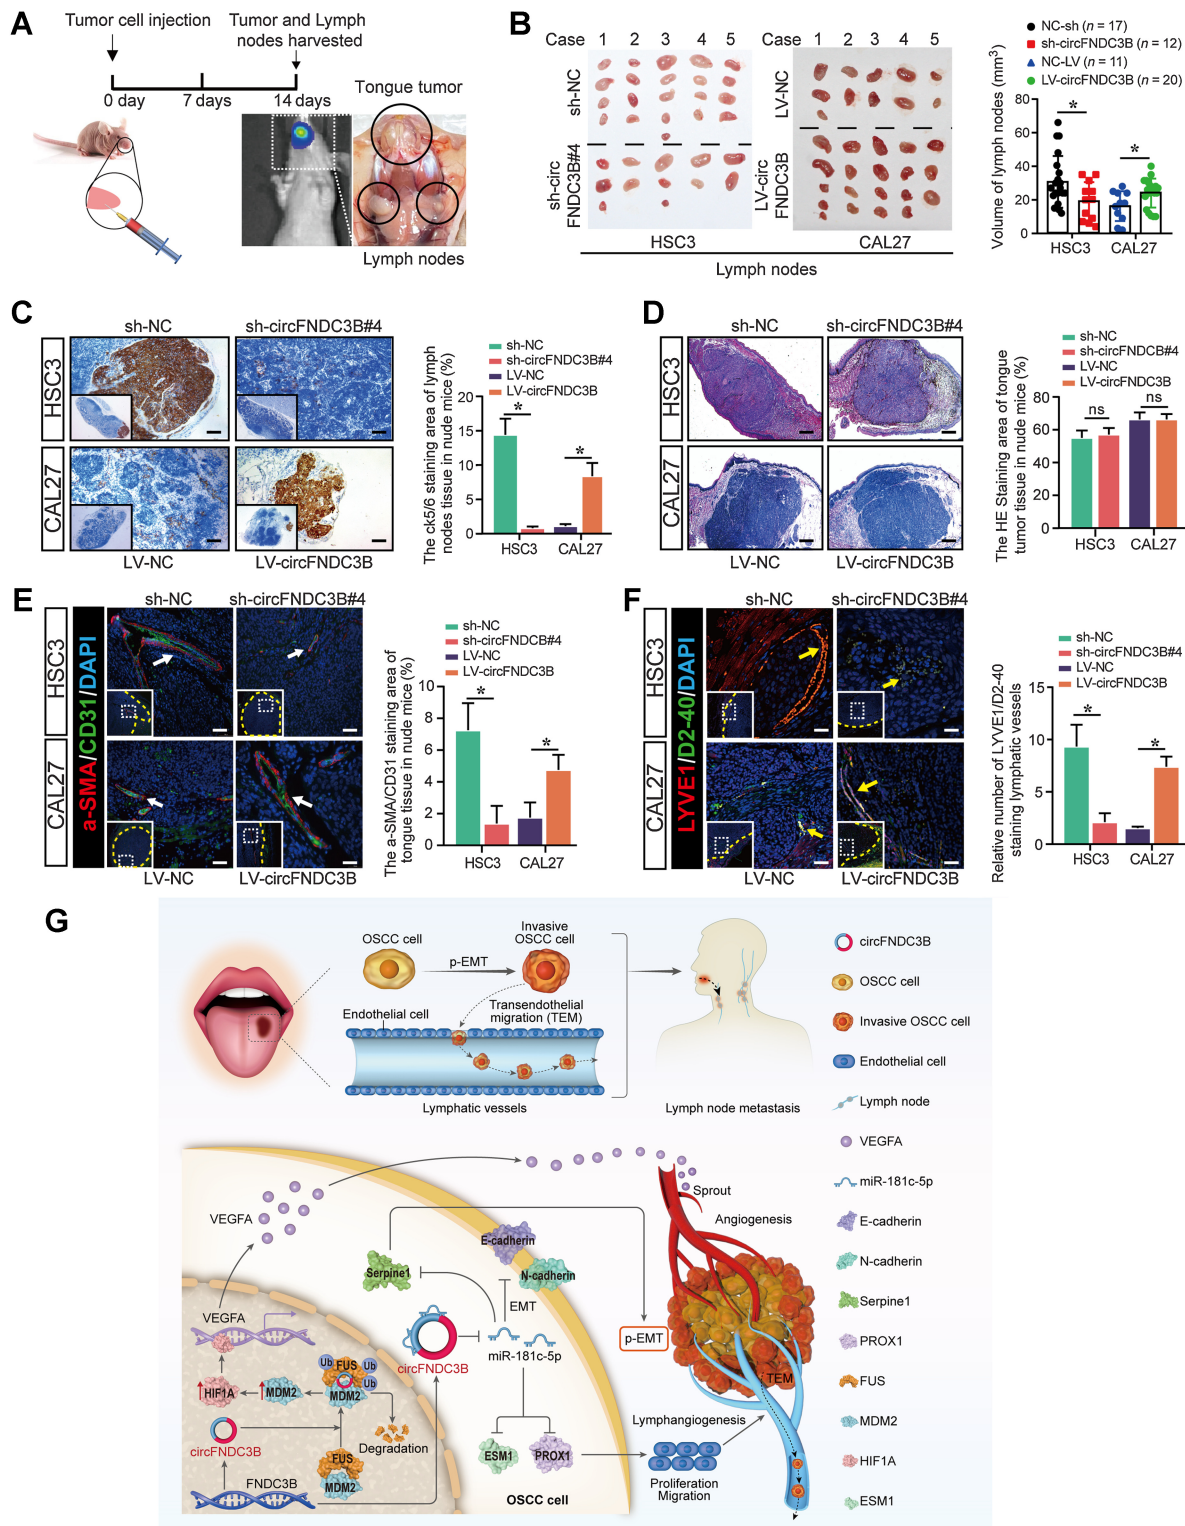 A
Tumor cell injection
Tumor and Lymph
nodes harvested
0 day
7 days
14 days
Tongue tumor
Lymph nodes
B
Case 1 2 3 4 5
Case 1 2 3 4 5
sh-NC
sh-circ
FNDC3B#4
LV-NC
LV-circ
FNDC3B
HSC3
CAL27
Lymph nodes
NC-sh (n = 17)
sh-circFNDC3B (n = 12)
NC-LV (n = 11)
LV-circFNDC3B (n = 20)
Volume of lymph nodes (mm3)
80
60
40
20
0
*
*
HSC3
CAL27
C
sh-NC
sh-circFNDC3B#4
HSC3
CAL27
LV-NC
LV-circFNDC3B
sh-NC
sh-circFNDC3B#4
LV-NC
LV-circFNDC3B
The ck5/6 staining area of lymph
nodes tissue in nude mice (%)
20
15
10
5
0
*
*
HSC3
CAL27
D
sh-NC
sh-circFNDC3B#4
HSC3
CAL27
LV-NC
LV-circFNDC3B
sh-NC
sh-circFNDCB#4
LV-NC
LV-circFNDC3B
The HE Staining area of tongue
tumor tissue in nude mice (%)
80
60
40
20
0
ns
ns
HSC3
CAL27
E
sh-NC
sh-circFNDC3B#4
HSC3
CAL27
a-SMA/CD31/DAPI
LV-NC
LV-circFNDC3B
sh-NC
sh-circFNDCB#4
LV-NC
LV-circFNDC3B
The a-SMA/CD31 staining area of
tongue tissue in nude mice (%)
10
8
6
4
2
0
*
*
HSC3
CAL27
F
sh-NC
sh-circFNDC3B#4
HSC3
CAL27
LYVE1/D2-40/DAPI
LV-NC
LV-circFNDC3B
sh-NC
sh-circFNDC3B#4
LV-NC
LV-circFNDC3B
Relative number of LYVE1/D2-40
staining lymphatic vessels
15
10
5
0
*
*
HSC3
CAL27
G
OSCC cell
p-EMT
Invasive
OSCC cell
Transendothelial
migration (TEM)
Endothelial cell
Lymphatic vessels
Lymph node metastasis
circFNDC3B
OSCC cell
Invasive OSCC cell
Endothelial cell
Lymph node
VEGFA
miR-181c-5p
E-cadherin
N-cadherin
Serpine1
PROX1
FUS
MDM2
HIF1A
ESM1
VEGFA
Sprout
Angiogenesis
E-cadherin
N-cadherin
Serpine1
EMT
VEGFA
circFNDC3B
miR-181c-5p
p-EMT
TEM
Ub
FUS
Ub
Ub
MDM2
HIF1A
MDM2
Degradation
circFNDC3B
FUS
MDM2
FNDC3B
ESM1
PROX1
Lymphangiogenesis
Proliferation
Migration
OSCC cell